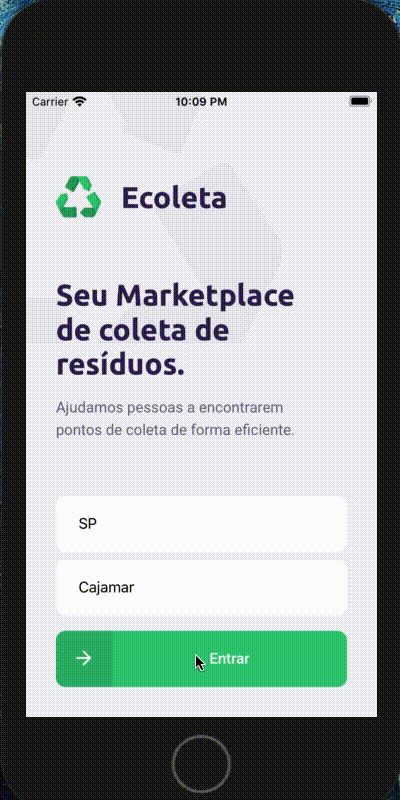 Carrier 10:09 PM
Ecoleta
Seu Marketplace
de coleta de
resíduos.
Ajudamos pessoas a encontrarem
pontos de coleta de forma eficiente.
SP
Cajamar
Entrar